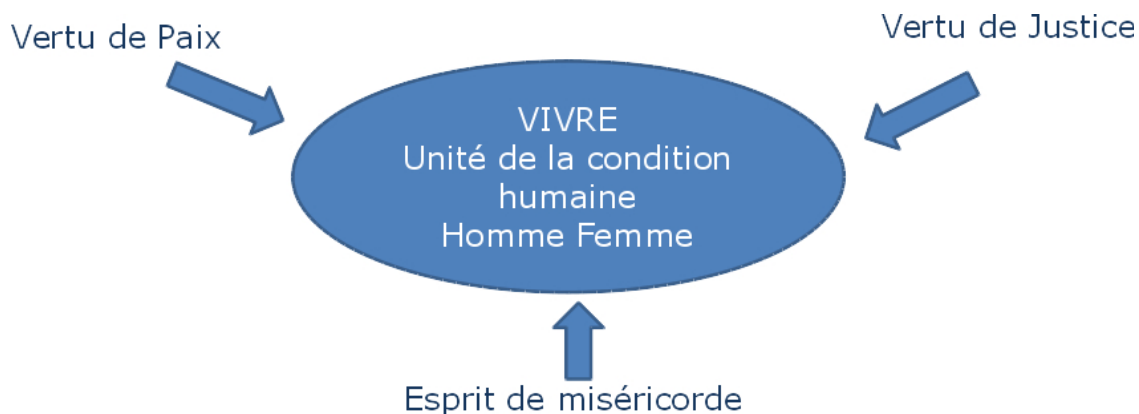 Vertu de Paix
Vertu de Justice
VIVRE
Unité de la condition
humaine
Homme Femme
Esprit de miséricorde